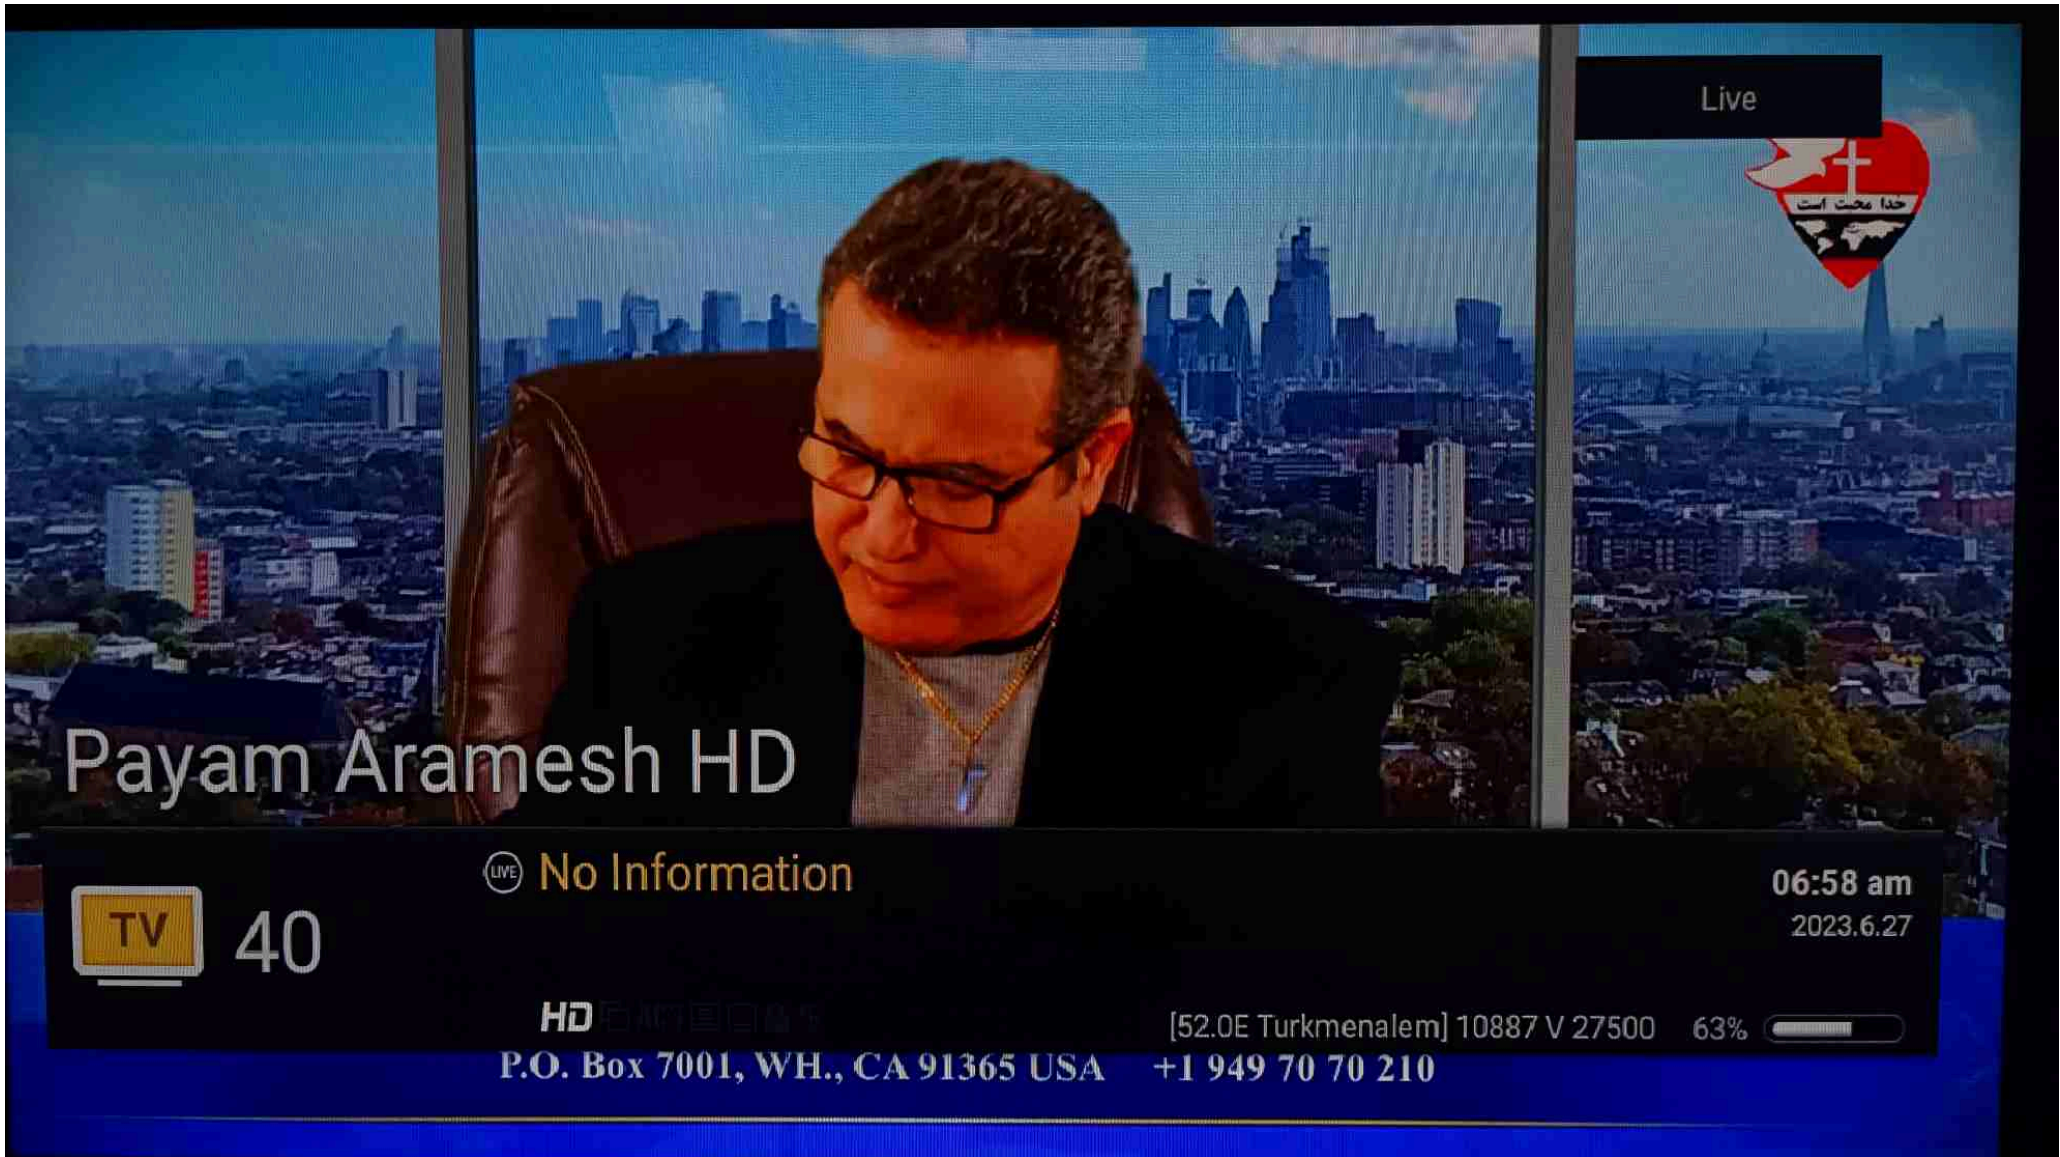 Live
خدا محبت است
Payam Aramesh HD
LIVE No Information
06:58 am
TV 40
2023.6.27
HD
[52.0E Turkmenalem] 10887 V 27500 63%
P.O. Box 7001, WH., CA 91365 USA +1 949 70 70 210